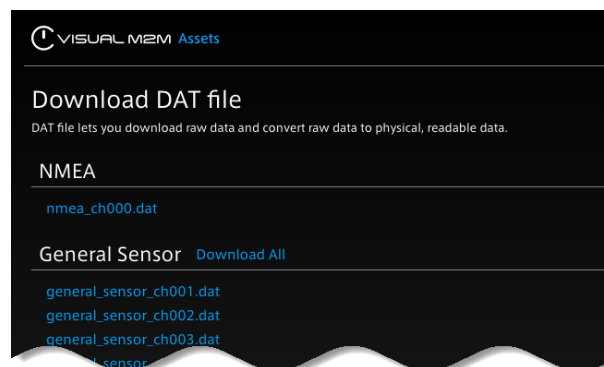 VISUAL M2M Assets
Download DAT file
DAT file lets you download raw data and convert raw data to physical, readable data.
NMEA
nmea_ch000.dat
General Sensor Download All
general_sensor_ch001.dat
general_sensor_ch002.dat
general_sensor_ch003.dat